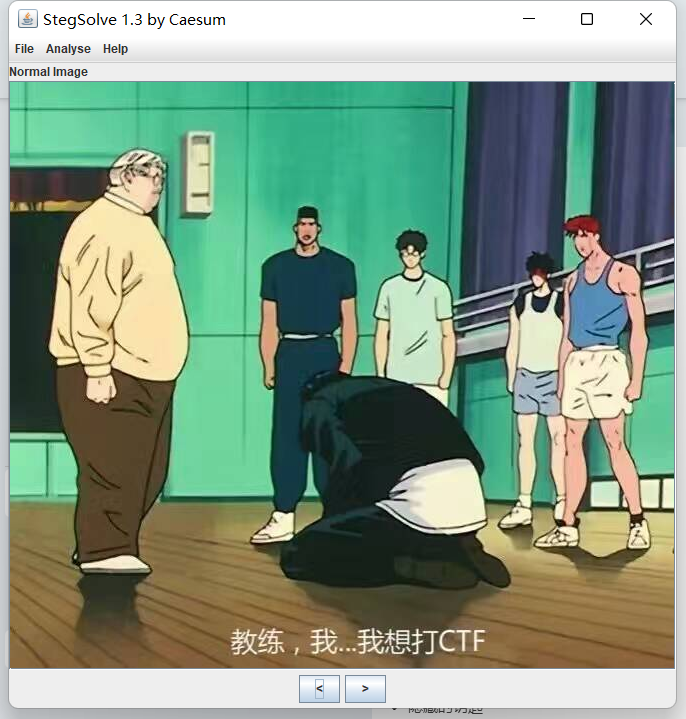 StegSolve 1.3 by Caesum
File Analyse Help
Normal Image
教练，我...我想打CTF
< >